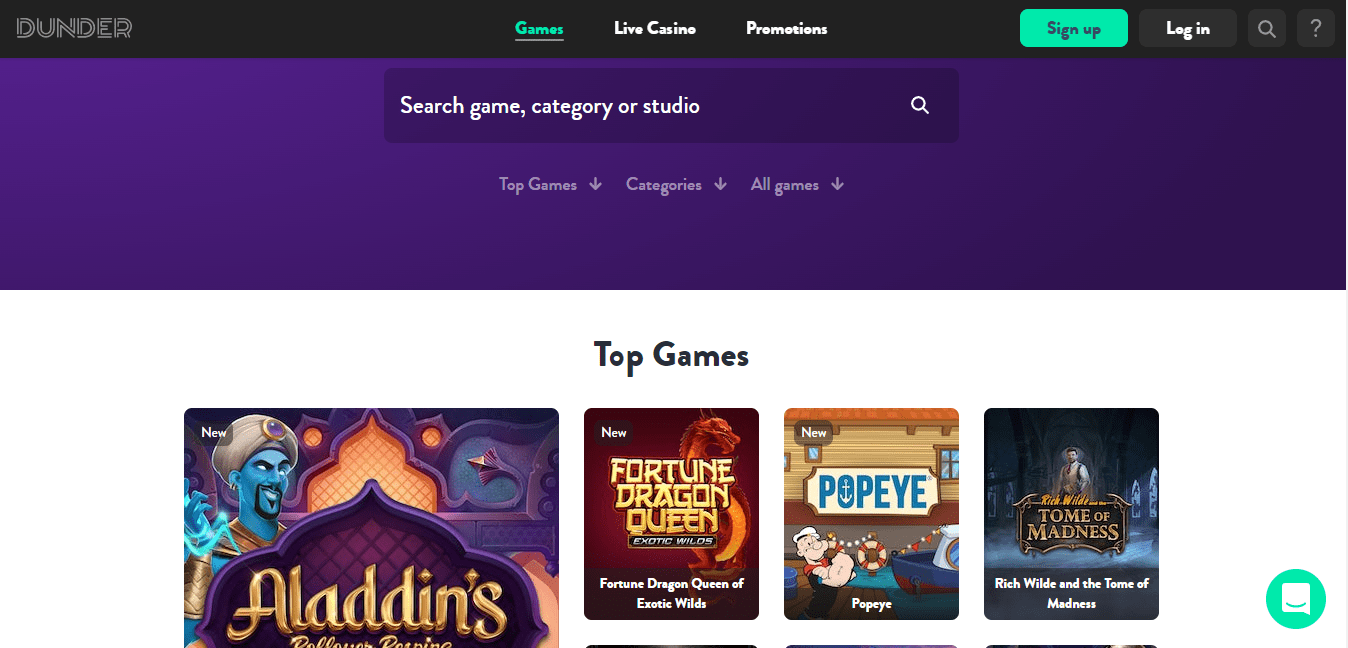 DUNDER
Games
Live Casino
Promotions
Sign up
Log in
?
Search game, category or studio
Top Games
Categories
All games
Top Games
New
Aladdin's
New
FORTUNE
DRAGON
QUEEN
EXOTIC WILDS
Fortune Dragon Queen of
Exotic Wilds
New
POPEYE
Popeye
Rich Wilde and the
TOME OF
MADNESS
Rich Wilde and the Tome of
Madness